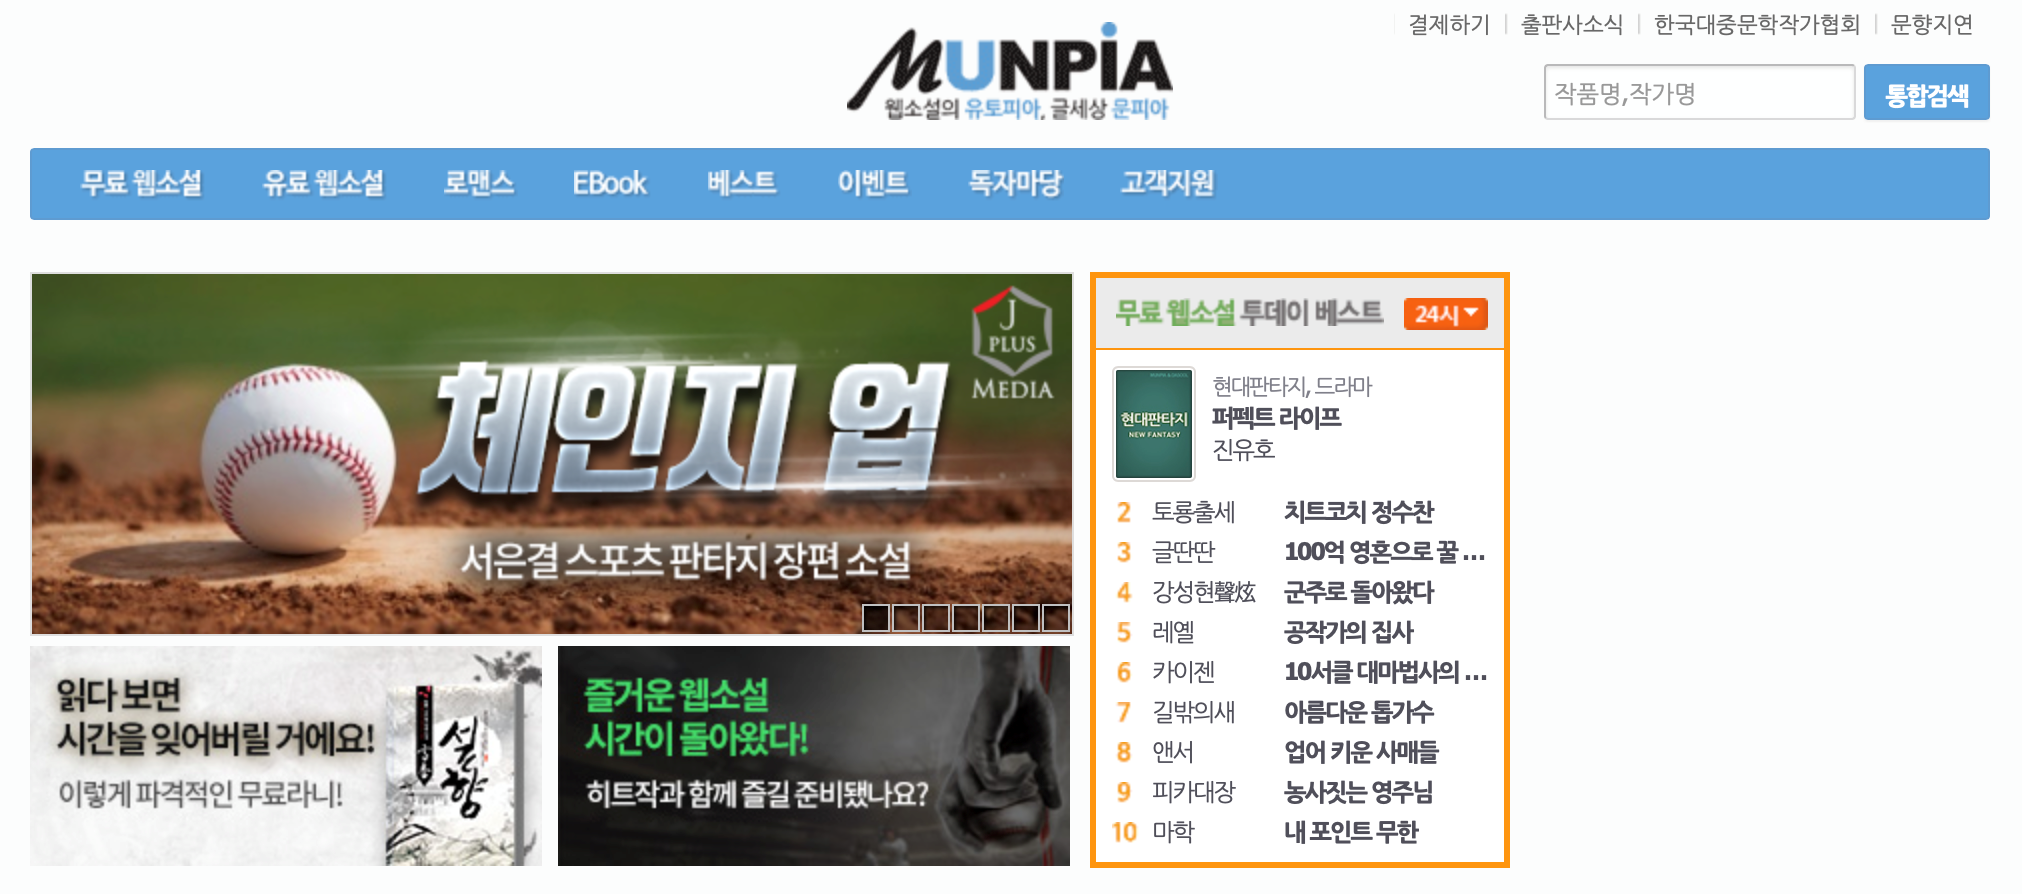 결제하기 | 출판사소식 | 한국대중문학작가협회 | 문향지연
MUNPIA
웹소설의 유토피아, 글세상 문피아
작품명,작가명 통합검색
무료 웹소설 유료 웹소설 로맨스 EBook 베스트 이벤트 독자마당 고객지원
J
PLUS
MEDIA
체인지 업
서은결 스포츠 판타지 장편 소설
읽다 보면
시간을 잊어버릴 거에요!
이렇게 파격적인 무료라니!
설향
즐거운 웹소설
시간이 돌아왔다!
히트작과 함께 즐길 준비됐나요?
무료 웹소설 투데이 베스트 24시
현대판타지
NEW FANTASY
현대판타지, 드라마
퍼펙트 라이프
진유호
2 토룡출세 치트코치 정수찬
3 글딴딴 100억 영혼으로 꿀 ...
4 강성현聲炫 군주로 돌아왔다
5 레옐 공작가의 집사
6 카이젠 10서클 대마법사의 ...
7 길밖의새 아름다운 톱가수
8 앤서 업어 키운 사매들
9 피카대장 농사짓는 영주님
10 마학 내 포인트 무한